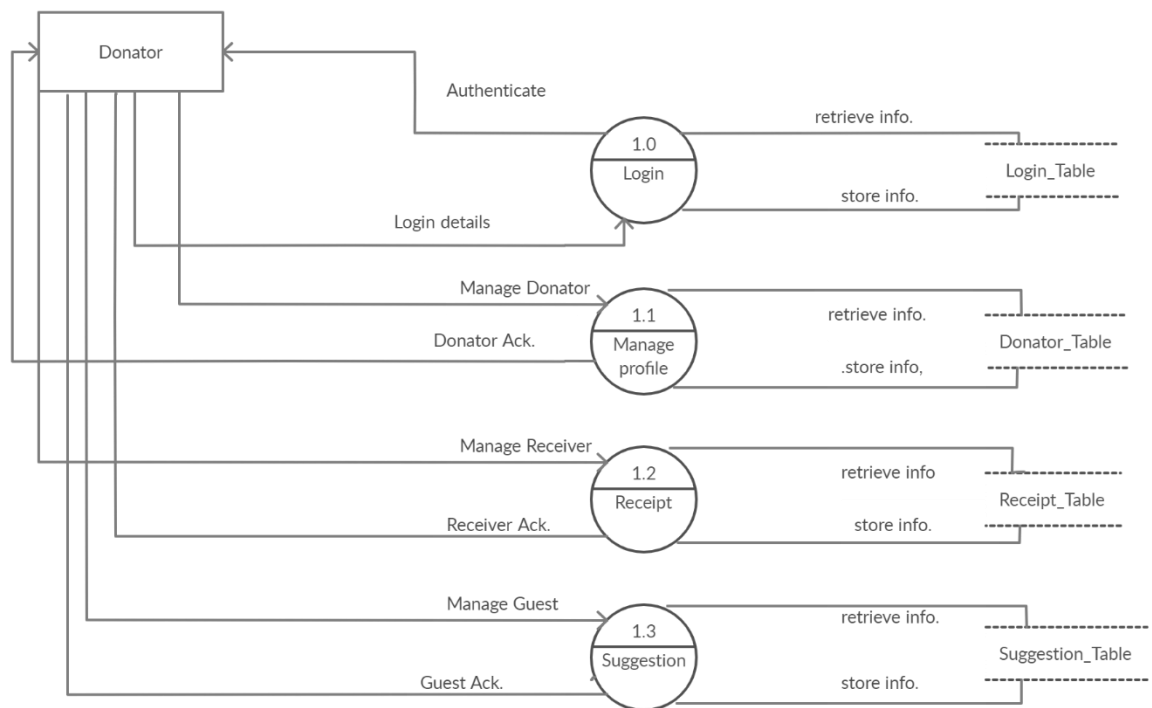 Donator
Authenticate
retrieve info.
1.0
Login
Login_Table
store info.
Login details
Manage Donator
retrieve info.
1.1
Manage
profile
Donator_Table
Donator Ack.
.store info,
Manage Receiver
retrieve info
1.2
Receipt
Receipt_Table
Receiver Ack.
store info.
Manage Guest
retrieve info.
1.3
Suggestion
Suggestion_Table
Guest Ack.
store info.